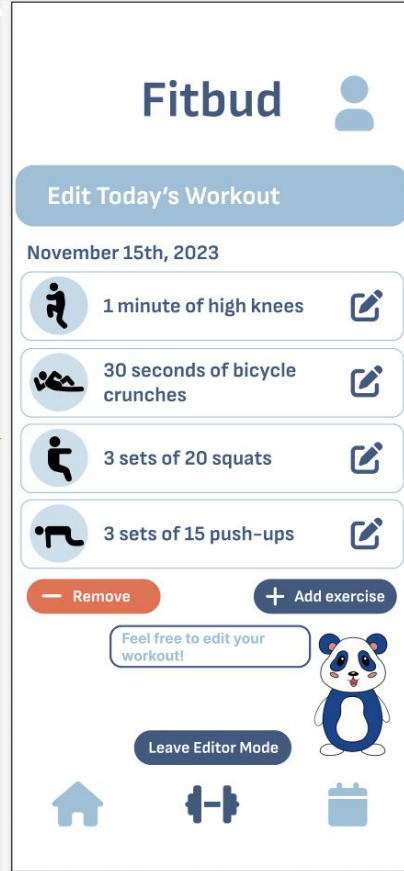 Fitbud
Edit Today's Workout
November 15th, 2023
1 minute of high knees
30 seconds of bicycle
crunches
3 sets of 20 squats
3 sets of 15 push-ups
Remove
Add exercise
Feel free to edit your
workout!
Leave Editor Mode